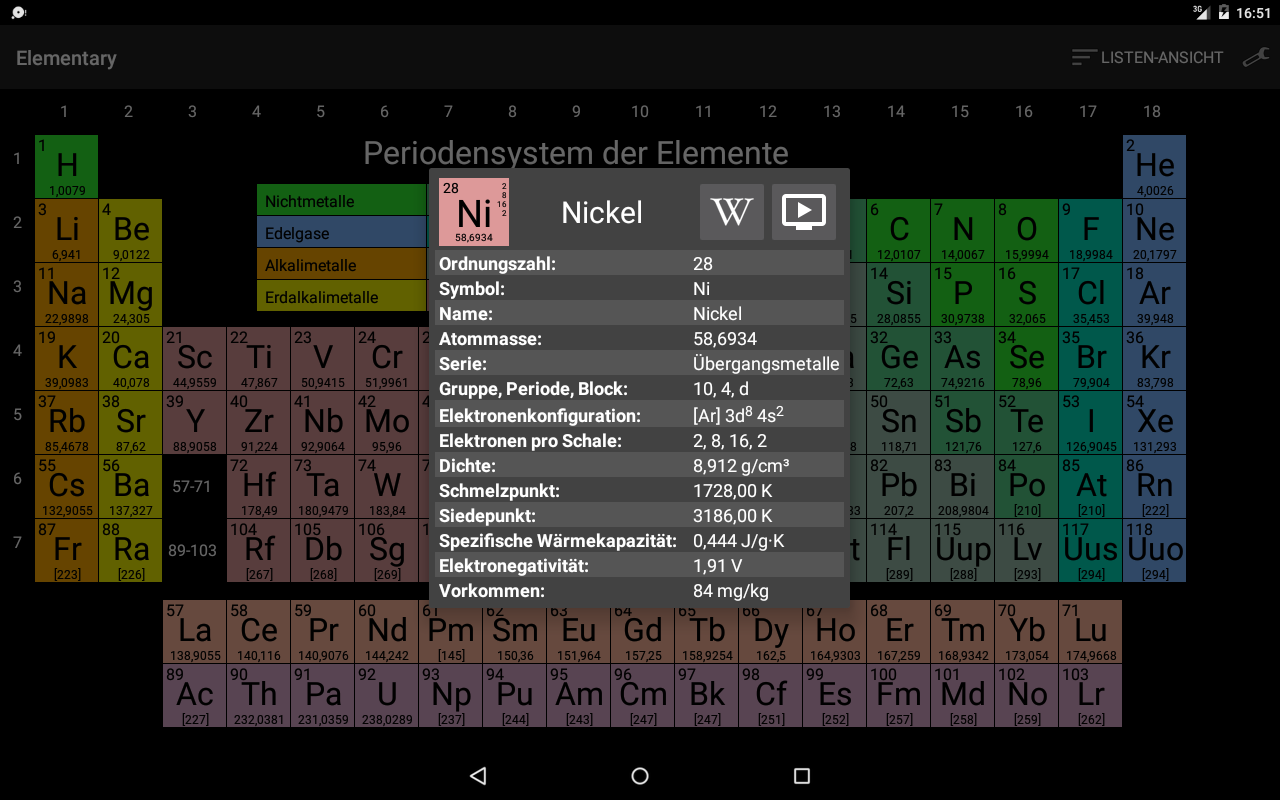 3G 16:51
Elementary LISTEN-ANSICHT
1 2 3 4 5 6 7 8 9 10 11 12 13 14 15 16 17 18
Periodensystem der Elemente
1
1 H 1,0079
2 He 4,0026
Nichtmetalle
Edelgase
Alkalimetalle
Erdalkalimetalle
28 Ni 58,6934 2 8 16 2
Nickel
W
Ordnungszahl: 28
Symbol: Ni
Name: Nickel
Atommasse: 58,6934
Serie: Übergangsmetalle
Gruppe, Periode, Block: 10, 4, d
Elektronenkonfiguration: [Ar] 3d⁸ 4s²
Elektronen pro Schale: 2, 8, 16, 2
Dichte: 8,912 g/cm³
Schmelzpunkt: 1728,00 K
Siedepunkt: 3186,00 K
Spezifische Wärmekapazität: 0,444 J/g·K
Elektronegativität: 1,91 V
Vorkommen: 84 mg/kg
2
3 Li 6,941
4 Be 9,0122
6 C 12,0107
7 N 14,0067
8 O 15,9994
9 F 18,9984
10 Ne 20,1797
3
11 Na 22,9898
12 Mg 24,305
14 Si 28,0855
15 P 30,9738
16 S 32,065
17 Cl 35,453
18 Ar 39,948
4
19 K 39,0983
20 Ca 40,078
21 Sc 44,9559
22 Ti 47,867
23 V 50,9415
24 Cr 51,9961
32 Ge 72,63
33 As 74,9216
34 Se 78,96
35 Br 79,904
36 Kr 83,798
5
37 Rb 85,4678
38 Sr 87,62
39 Y 88,9058
40 Zr 91,224
41 Nb 92,9064
42 Mo 95,96
50 Sn 118,71
51 Sb 121,76
52 Te 127,6
53 I 126,9045
54 Xe 131,293
6
55 Cs 132,9055
56 Ba 137,327
57-71
72 Hf 178,49
73 Ta 180,9479
74 W 183,84
82 Pb 207,2
83 Bi 208,9804
84 Po [210]
85 At [210]
86 Rn [222]
7
87 Fr [223]
88 Ra [226]
89-103
104 Rf [267]
105 Db [268]
106 Sg [269]
114 Fl [289]
115 Uup [288]
116 Lv [293]
117 Uus [294]
118 Uuo [294]
57 La 138,9055
58 Ce 140,116
59 Pr 140,9076
60 Nd 144,242
61 Pm [145]
62 Sm 150,36
63 Eu 151,964
64 Gd 157,25
65 Tb 158,9254
66 Dy 162,5
67 Ho 164,9303
68 Er 167,259
69 Tm 168,9342
70 Yb 173,054
71 Lu 174,9668
89 Ac [227]
90 Th 232,0381
91 Pa 231,0359
92 U 238,0289
93 Np [237]
94 Pu [244]
95 Am [243]
96 Cm [247]
97 Bk [247]
98 Cf [251]
99 Es [252]
100 Fm [257]
101 Md [258]
102 No [259]
103 Lr [262]